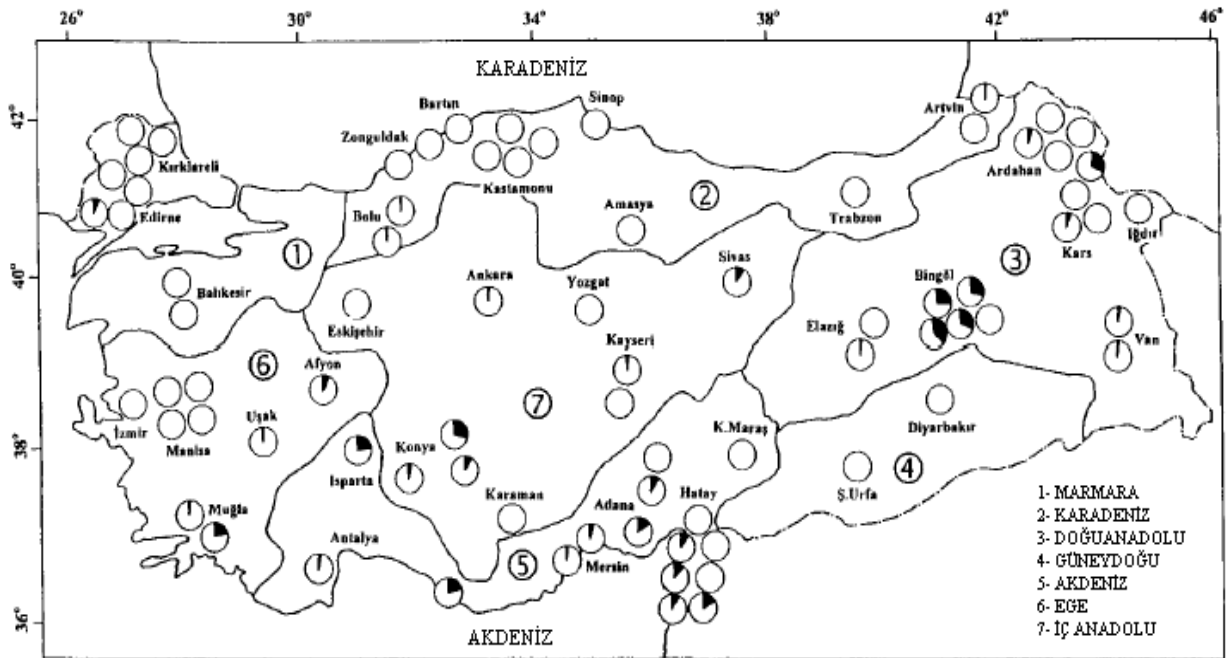 26° 30° 34° 38° 42° 46°
KARADENİZ
Sinop
Bartın
Artvin
42°
Zonguldak
Kırklareli
Kastamonu
Ardahan
2
Edirne
Bolu
Amasya
Trabzon
Iğdır
1
Kars
3
Sivas
40°
Ankara
Yozgat
Bingöl
Balıkesir
Eskişehir
Elazığ
Van
6
Afyon
Kayseri
7
Uşak
K.Maraş
Diyarbakır
İzmir
Manisa
38°
Konya
Isparta
4
Ş.Urfa
Karaman
Adana
Hatay
Muğla
Antalya
5
Mersin
36°
AKDENİZ
1- MARMARA
2- KARADENİZ
3- DOĞUANADOLU
4- GÜNEYDOĞU
5- AKDENİZ
6- EGE
7- İÇ ANADOLU